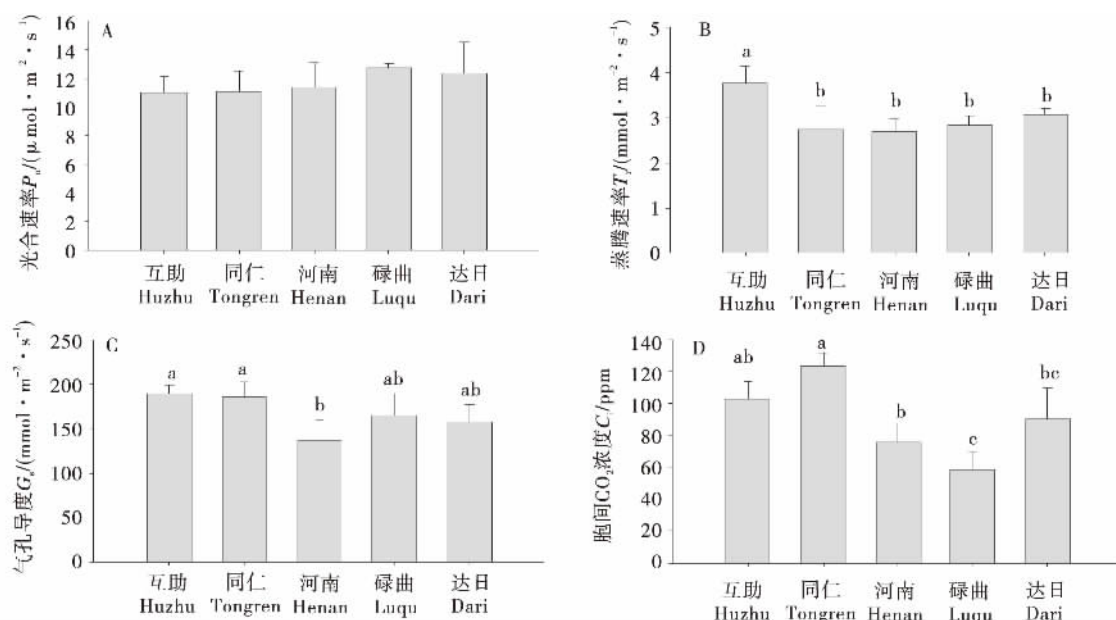 A
光合速率Pn/(μmol·m⁻²·s⁻¹)
16
14
12
10
8
6
4
2
0
互助 同仁 河南 碌曲 达日
Huzhu Tongren Henan Luqu Dari
B
蒸腾速率Tr/(mmol·m⁻²·s⁻¹)
5
4
3
2
1
0
a b b b b
互助 同仁 河南 碌曲 达日
Huzhu Tongren Henan Luqu Dari
C
气孔导度Gs/(mmol·m⁻²·s⁻¹)
250
200
150
100
50
0
a a b ab ab
互助 同仁 河南 碌曲 达日
Huzhu Tongren Henan Luqu Dari
D
胞间CO₂浓度Ci/ppm
140
120
100
80
60
40
20
0
ab a b c bc
互助 同仁 河南 碌曲 达日
Huzhu Tongren Henan Luqu Dari